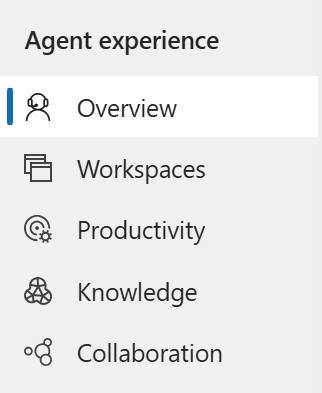 Agent experience
Overview
Workspaces
Productivity
Knowledge
Collaboration